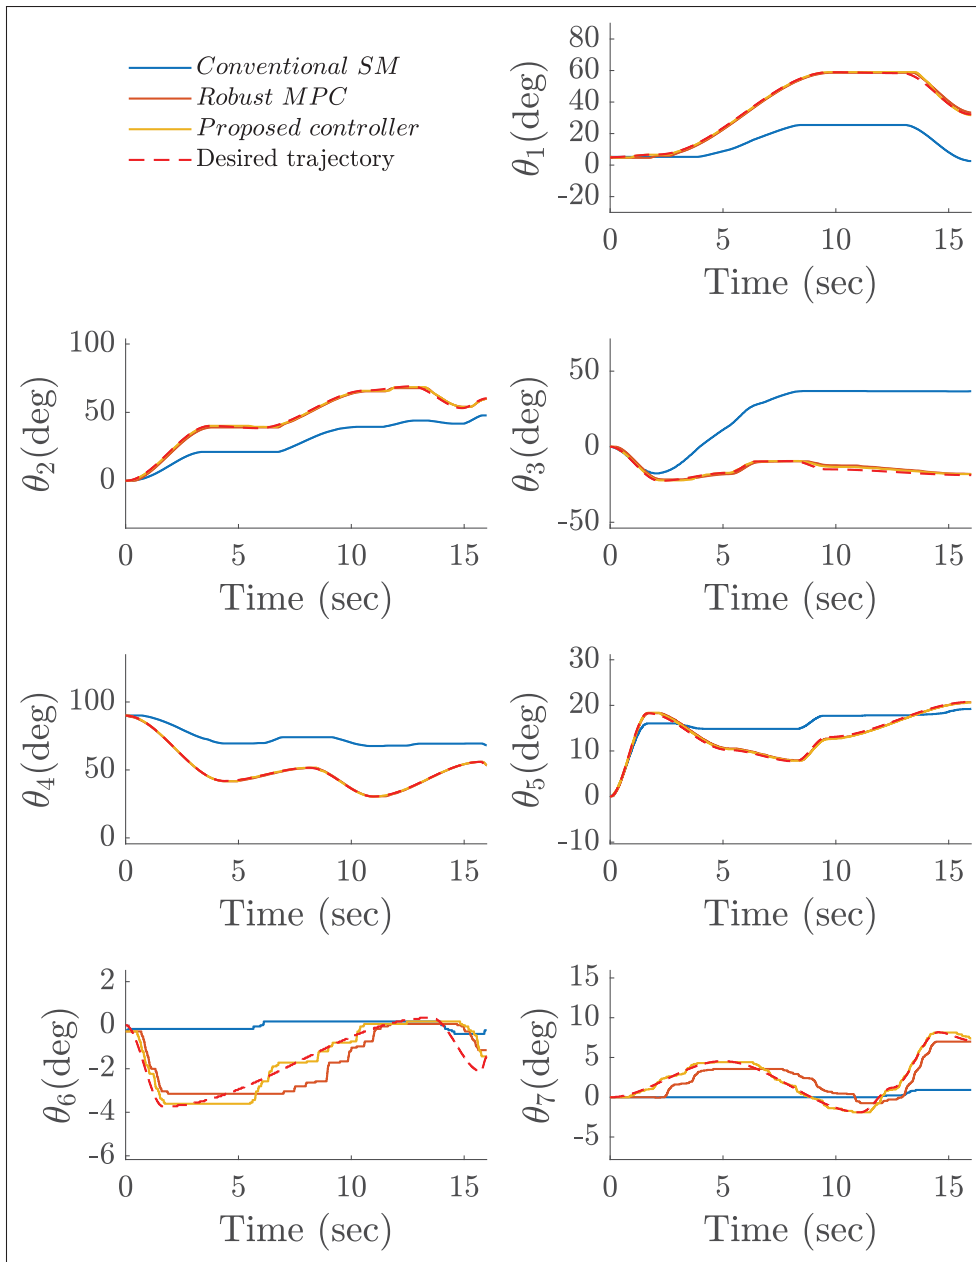 Conventional SM
Robust MPC
Proposed controller
Desired trajectory
80
60
40
20
0
-20
θ1(deg)
0 5 10 15
Time (sec)
100
50
0
θ2(deg)
0 5 10 15
Time (sec)
50
0
-50
θ3(deg)
0 5 10 15
Time (sec)
100
50
0
θ4(deg)
0 5 10 15
Time (sec)
30
20
10
0
-10
θ5(deg)
0 5 10 15
Time (sec)
2
0
-2
-4
-6
θ6(deg)
0 5 10 15
Time (sec)
15
10
5
0
-5
θ7(deg)
0 5 10 15
Time (sec)